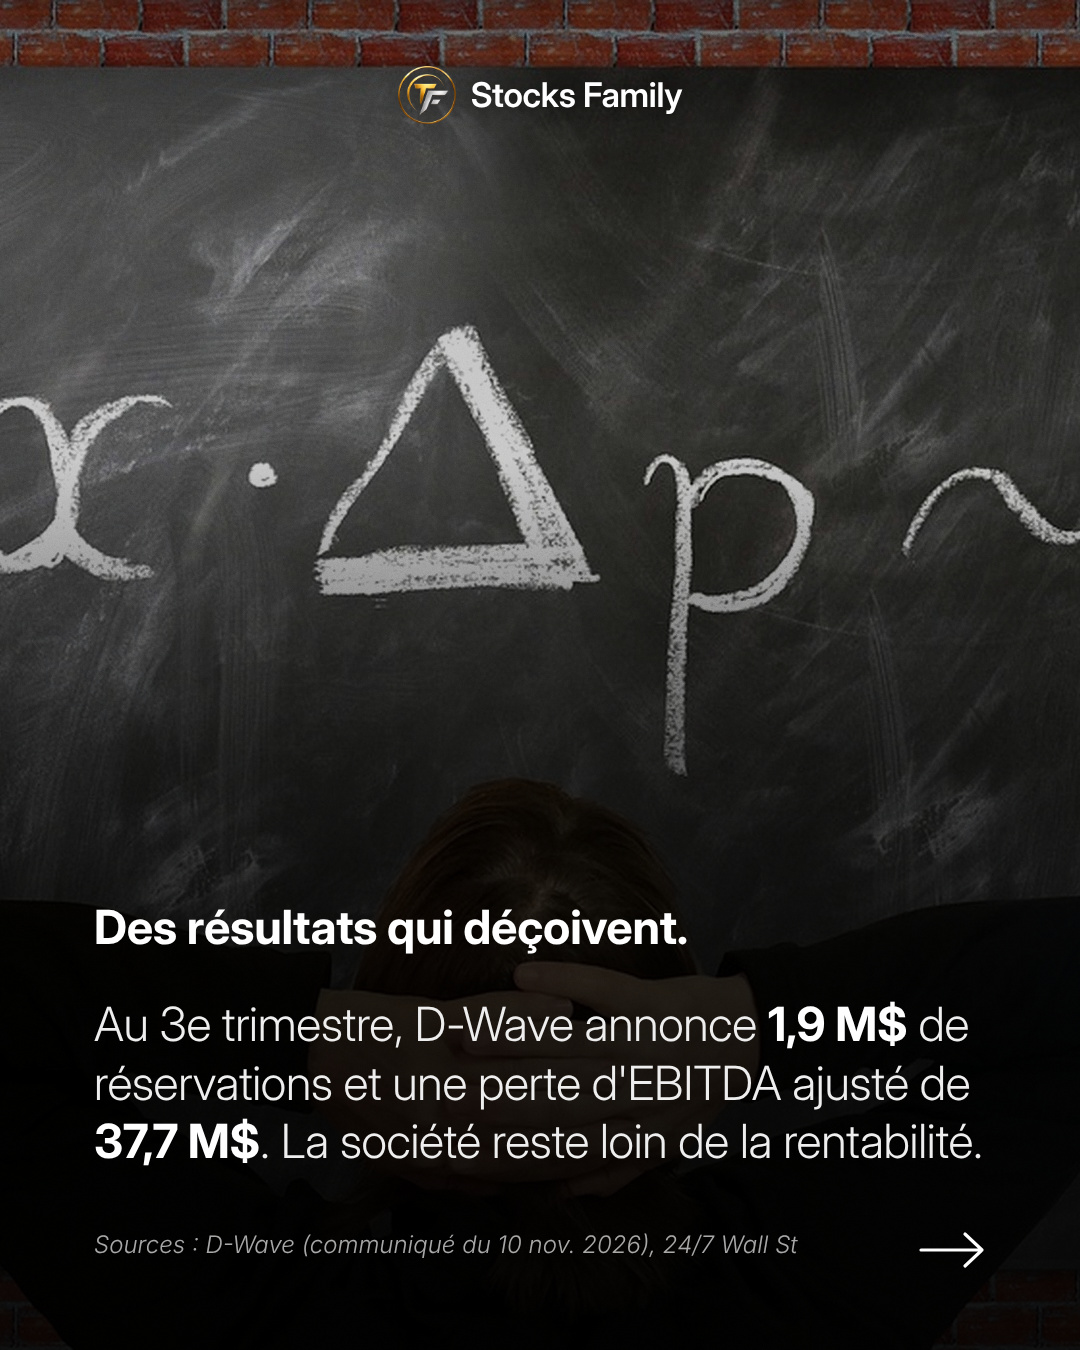 TF Stocks Family
x · Δ p ~
Des résultats qui déçoivent.
Au 3e trimestre, D-Wave annonce 1,9 M$ de
réservations et une perte d'EBITDA ajusté de
37,7 M$. La société reste loin de la rentabilité.
Sources : D-Wave (communiqué du 10 nov. 2026), 24/7 Wall St